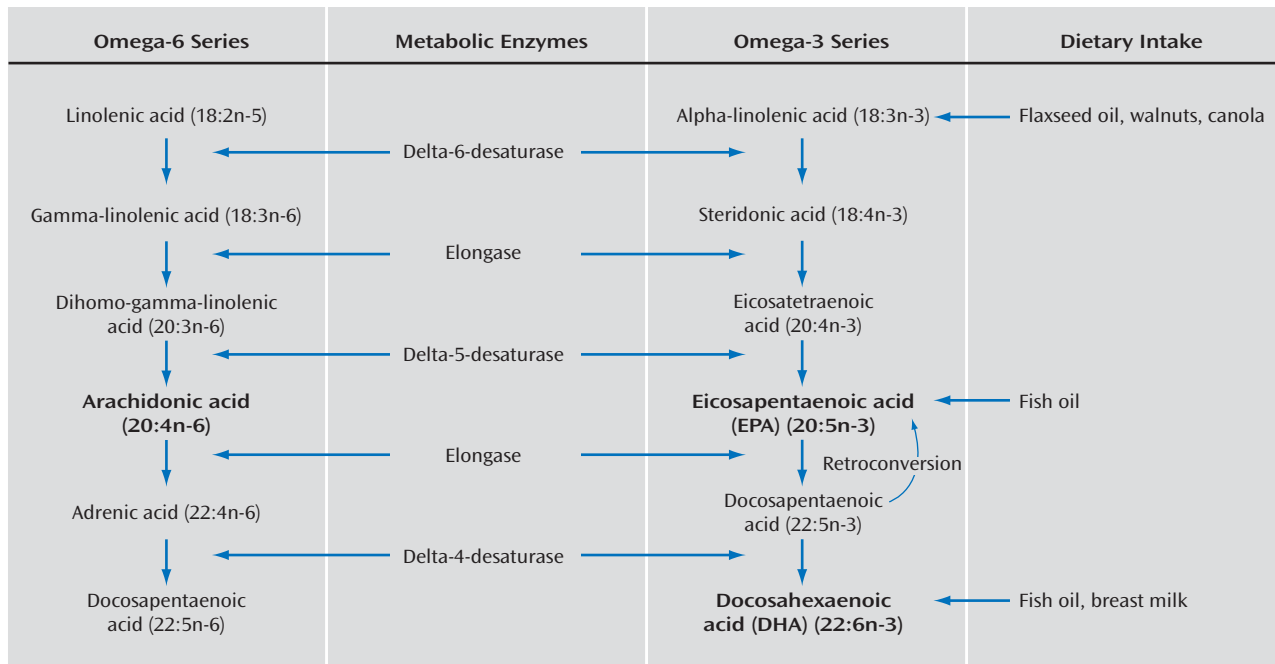 Omega-6 Series
Metabolic Enzymes
Omega-3 Series
Dietary Intake
Linolenic acid (18:2n-5)
Alpha-linolenic acid (18:3n-3)
Flaxseed oil, walnuts, canola
Delta-6-desaturase
Gamma-linolenic acid (18:3n-6)
Steridonic acid (18:4n-3)
Elongase
Dihomo-gamma-linolenic
acid (20:3n-6)
Eicosatetraenoic
acid (20:4n-3)
Delta-5-desaturase
Arachidonic acid
(20:4n-6)
Eicosapentaenoic acid
(EPA) (20:5n-3)
Fish oil
Elongase
Retroconversion
Adrenic acid (22:4n-6)
Docosapentaenoic
acid (22:5n-3)
Delta-4-desaturase
Docosapentaenoic
acid (22:5n-6)
Docosahexaenoic
acid (DHA) (22:6n-3)
Fish oil, breast milk